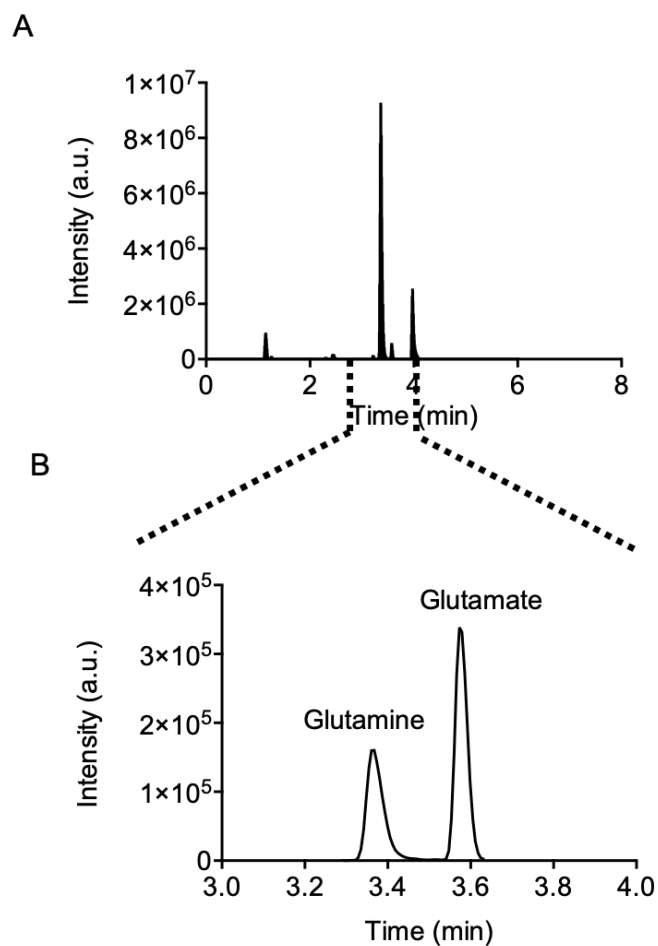 A
Intensity (a.u.)
1×10⁷
8×10⁶
6×10⁶
4×10⁶
2×10⁶
0
0 2 4 6 8
Time (min)
B
Intensity (a.u.)
4×10⁵
3×10⁵
2×10⁵
1×10⁵
0
Glutamate
Glutamine
3.0 3.2 3.4 3.6 3.8 4.0
Time (min)